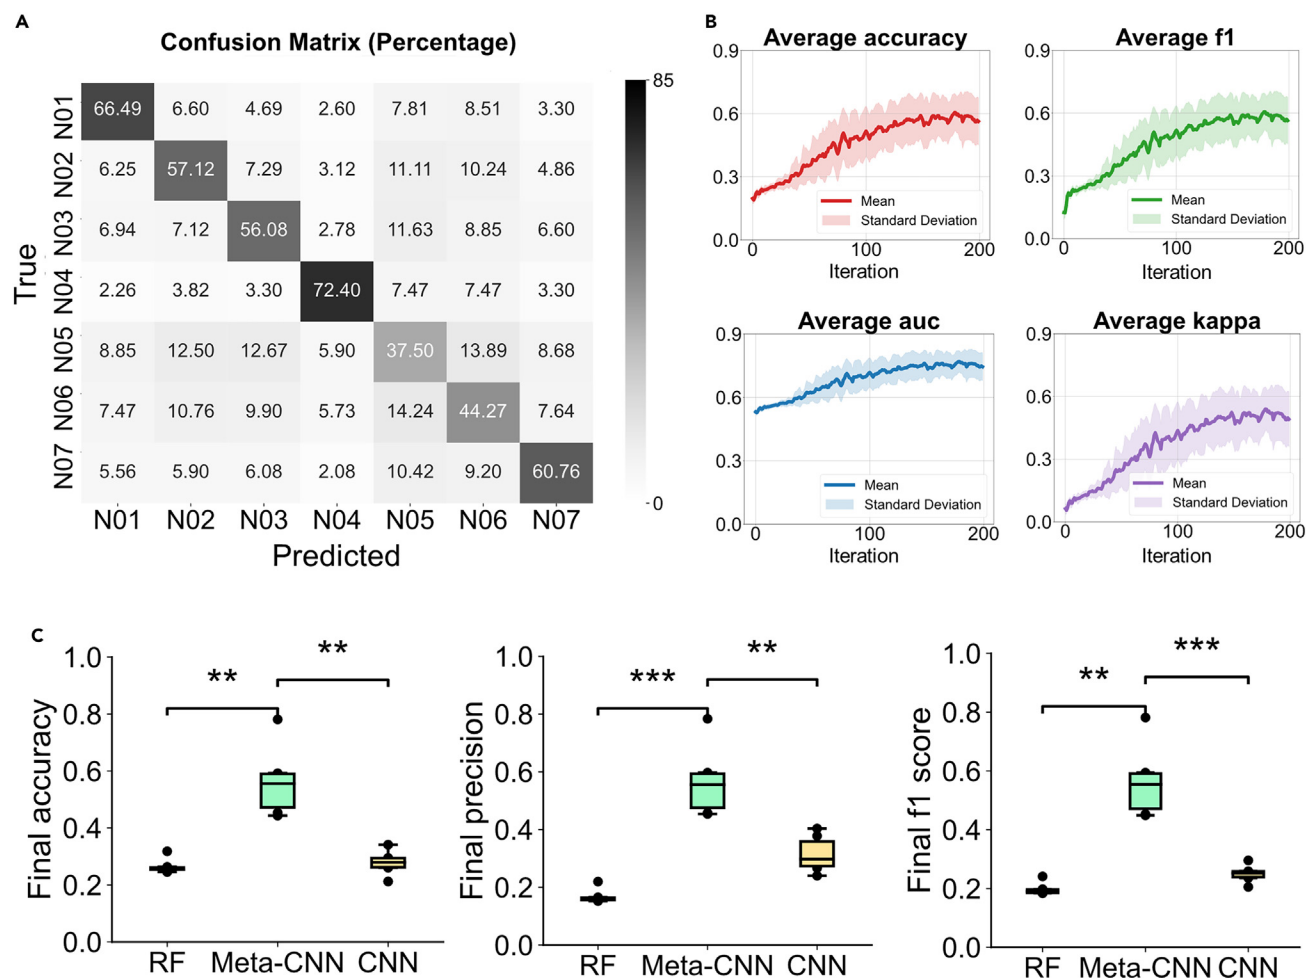 A
Confusion Matrix (Percentage)
True
N01 66.49 6.60 4.69 2.60 7.81 8.51 3.30
N02 6.25 57.12 7.29 3.12 11.11 10.24 4.86
N03 6.94 7.12 56.08 2.78 11.63 8.85 6.60
N04 2.26 3.82 3.30 72.40 7.47 7.47 3.30
N05 8.85 12.50 12.67 5.90 37.50 13.89 8.68
N06 7.47 10.76 9.90 5.73 14.24 44.27 7.64
N07 5.56 5.90 6.08 2.08 10.42 9.20 60.76
N01 N02 N03 N04 N05 N06 N07
Predicted
85
0
B
Average accuracy
0.9
0.6
0.3
0.0
Mean
Standard Deviation
0 100 200
Iteration
Average f1
0.9
0.6
0.3
0.0
Mean
Standard Deviation
0 100 200
Iteration
Average auc
0.9
0.6
0.3
0.0
Mean
Standard Deviation
0 100 200
Iteration
Average kappa
0.9
0.6
0.3
0.0
Mean
Standard Deviation
0 100 200
Iteration
C
Final accuracy
1.0
0.8
0.6
0.4
0.2
0.0
** **
RF Meta-CNN CNN
Final precision
1.0
0.8
0.6
0.4
0.2
0.0
*** **
RF Meta-CNN CNN
Final f1 score
1.0
0.8
0.6
0.4
0.2
0.0
** ***
RF Meta-CNN CNN